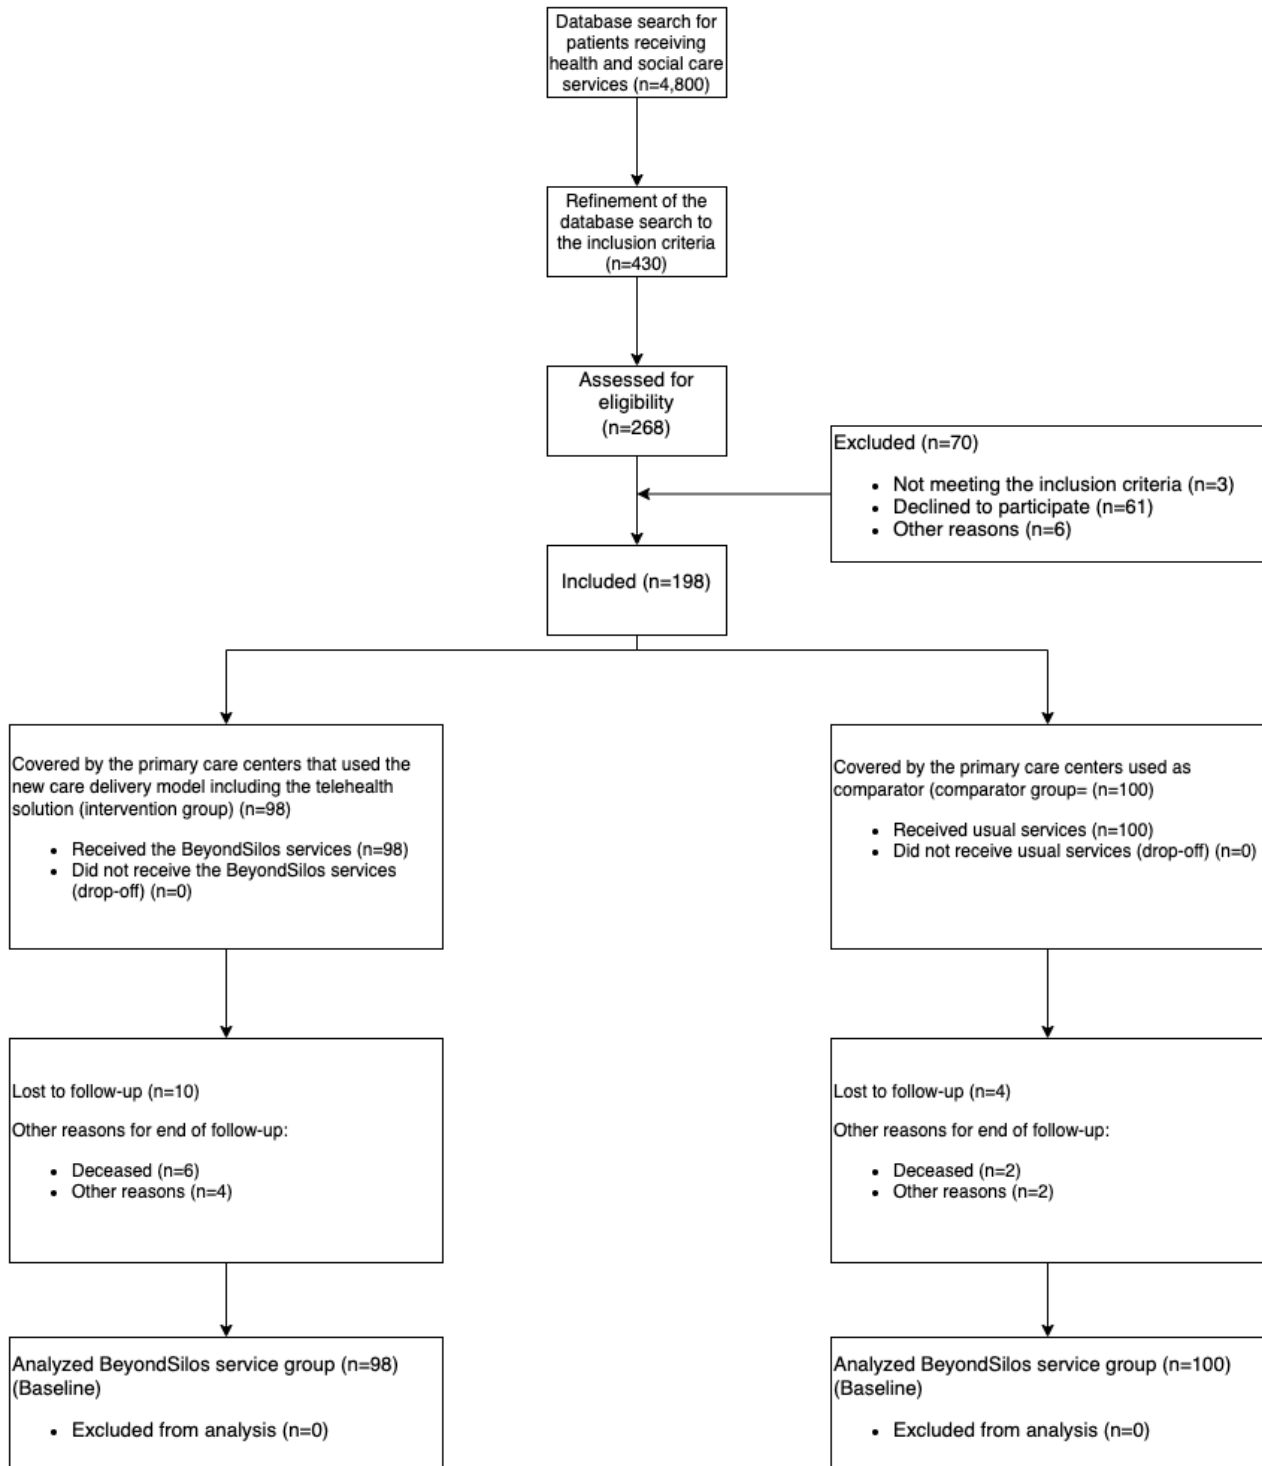 Database search for
patients receiving
health and social care
services (n=4,800)
Refinement of the
database search to
the inclusion criteria
(n=430)
Assessed for
eligibility
(n=268)
Excluded (n=70)
• Not meeting the inclusion criteria (n=3)
• Declined to participate (n=61)
• Other reasons (n=6)
Included (n=198)
Covered by the primary care centers that used the
new care delivery model including the telehealth
solution (intervention group) (n=98)
• Received the BeyondSilos services (n=98)
• Did not receive the BeyondSilos services
(drop-off) (n=0)
Covered by the primary care centers used as
comparator (comparator group= (n=100)
• Received usual services (n=100)
• Did not receive usual services (drop-off) (n=0)
Lost to follow-up (n=10)
Other reasons for end of follow-up:
• Deceased (n=6)
• Other reasons (n=4)
Lost to follow-up (n=4)
Other reasons for end of follow-up:
• Deceased (n=2)
• Other reasons (n=2)
Analyzed BeyondSilos service group (n=98)
(Baseline)
• Excluded from analysis (n=0)
Analyzed BeyondSilos service group (n=100)
(Baseline)
• Excluded from analysis (n=0)